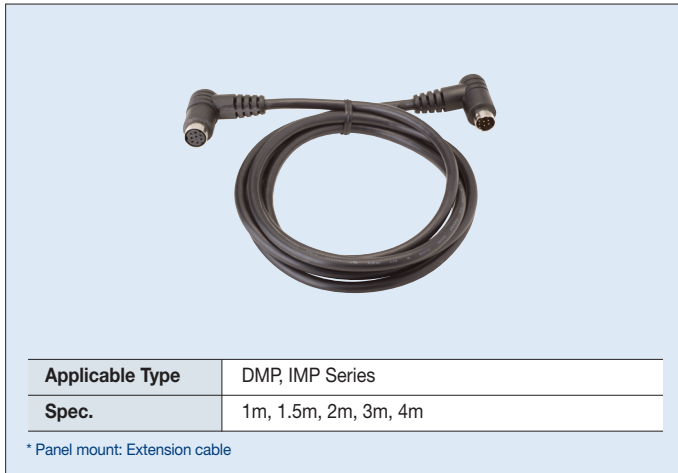 Applicable Type DMP, IMP Series
Spec. 1m, 1.5m, 2m, 3m, 4m
* Panel mount: Extension cable